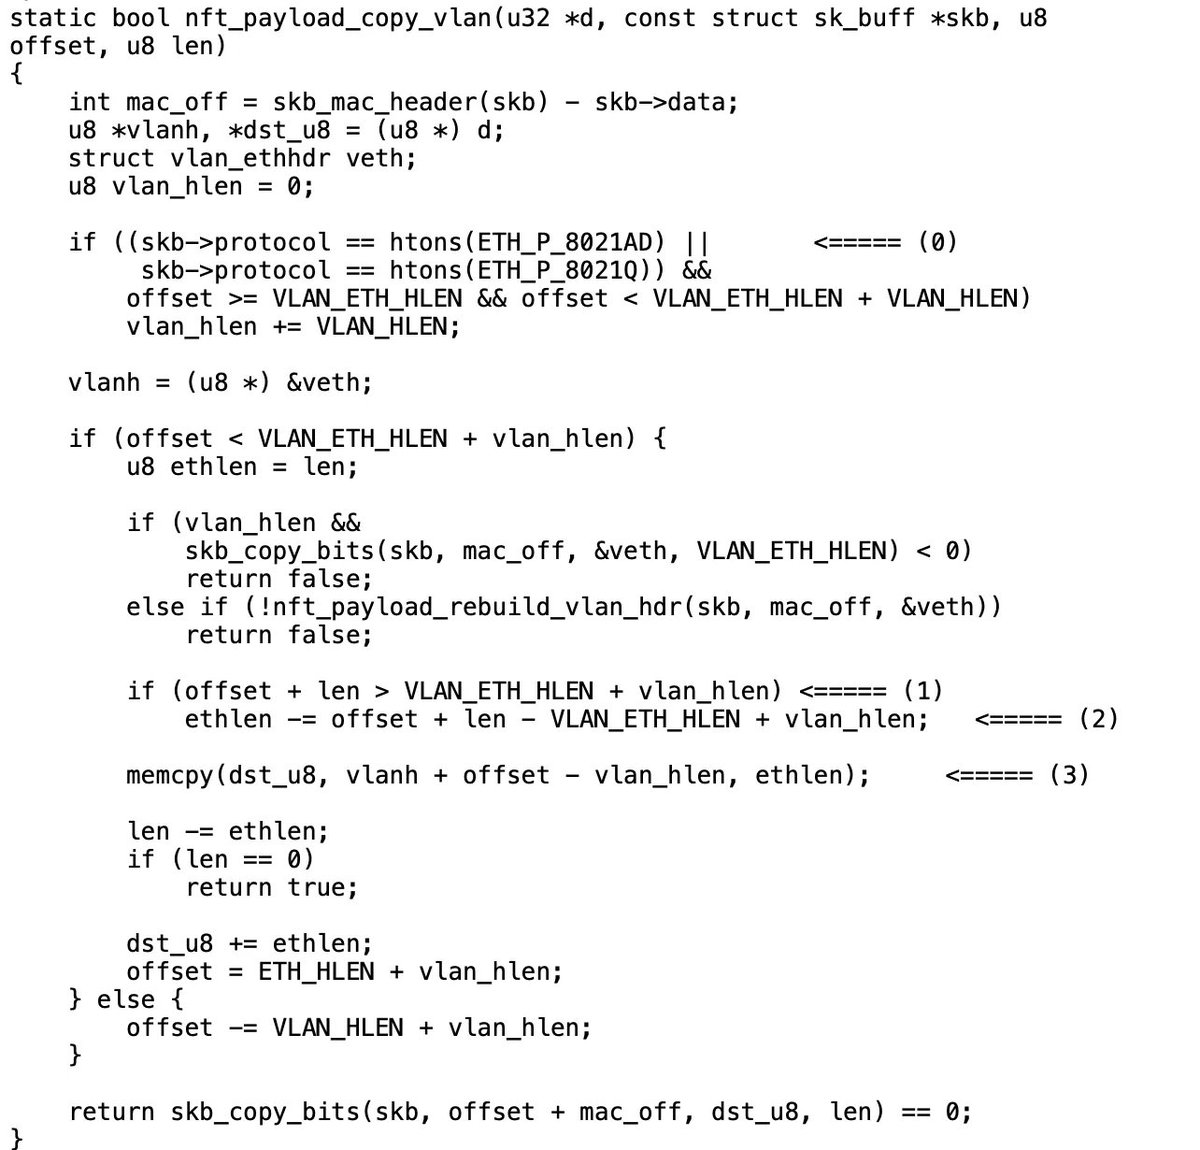 static bool nft_payload_copy_vlan(u32 *d, const struct sk_buff *skb, u8
offset, u8 len)
{
    int mac_off = skb_mac_header(skb) - skb->data;
    u8 *vlanh, *dst_u8 = (u8 *) d;
    struct vlan_ethhdr veth;
    u8 vlan_hlen = 0;

    if ((skb->protocol == htons(ETH_P_8021AD) ||       <===== (0)
         skb->protocol == htons(ETH_P_8021Q)) &&
        offset >= VLAN_ETH_HLEN && offset < VLAN_ETH_HLEN + VLAN_HLEN)
        vlan_hlen += VLAN_HLEN;

    vlanh = (u8 *) &veth;

    if (offset < VLAN_ETH_HLEN + vlan_hlen) {
        u8 ethlen = len;

        if (vlan_hlen &&
            skb_copy_bits(skb, mac_off, &veth, VLAN_ETH_HLEN) < 0)
            return false;
        else if (!nft_payload_rebuild_vlan_hdr(skb, mac_off, &veth))
            return false;

        if (offset + len > VLAN_ETH_HLEN + vlan_hlen) <===== (1)
            ethlen -= offset + len - VLAN_ETH_HLEN + vlan_hlen;   <===== (2)

        memcpy(dst_u8, vlanh + offset - vlan_hlen, ethlen);     <===== (3)

        len -= ethlen;
        if (len == 0)
            return true;

        dst_u8 += ethlen;
        offset = ETH_HLEN + vlan_hlen;
    } else {
        offset -= VLAN_HLEN + vlan_hlen;
    }

    return skb_copy_bits(skb, offset + mac_off, dst_u8, len) == 0;
}